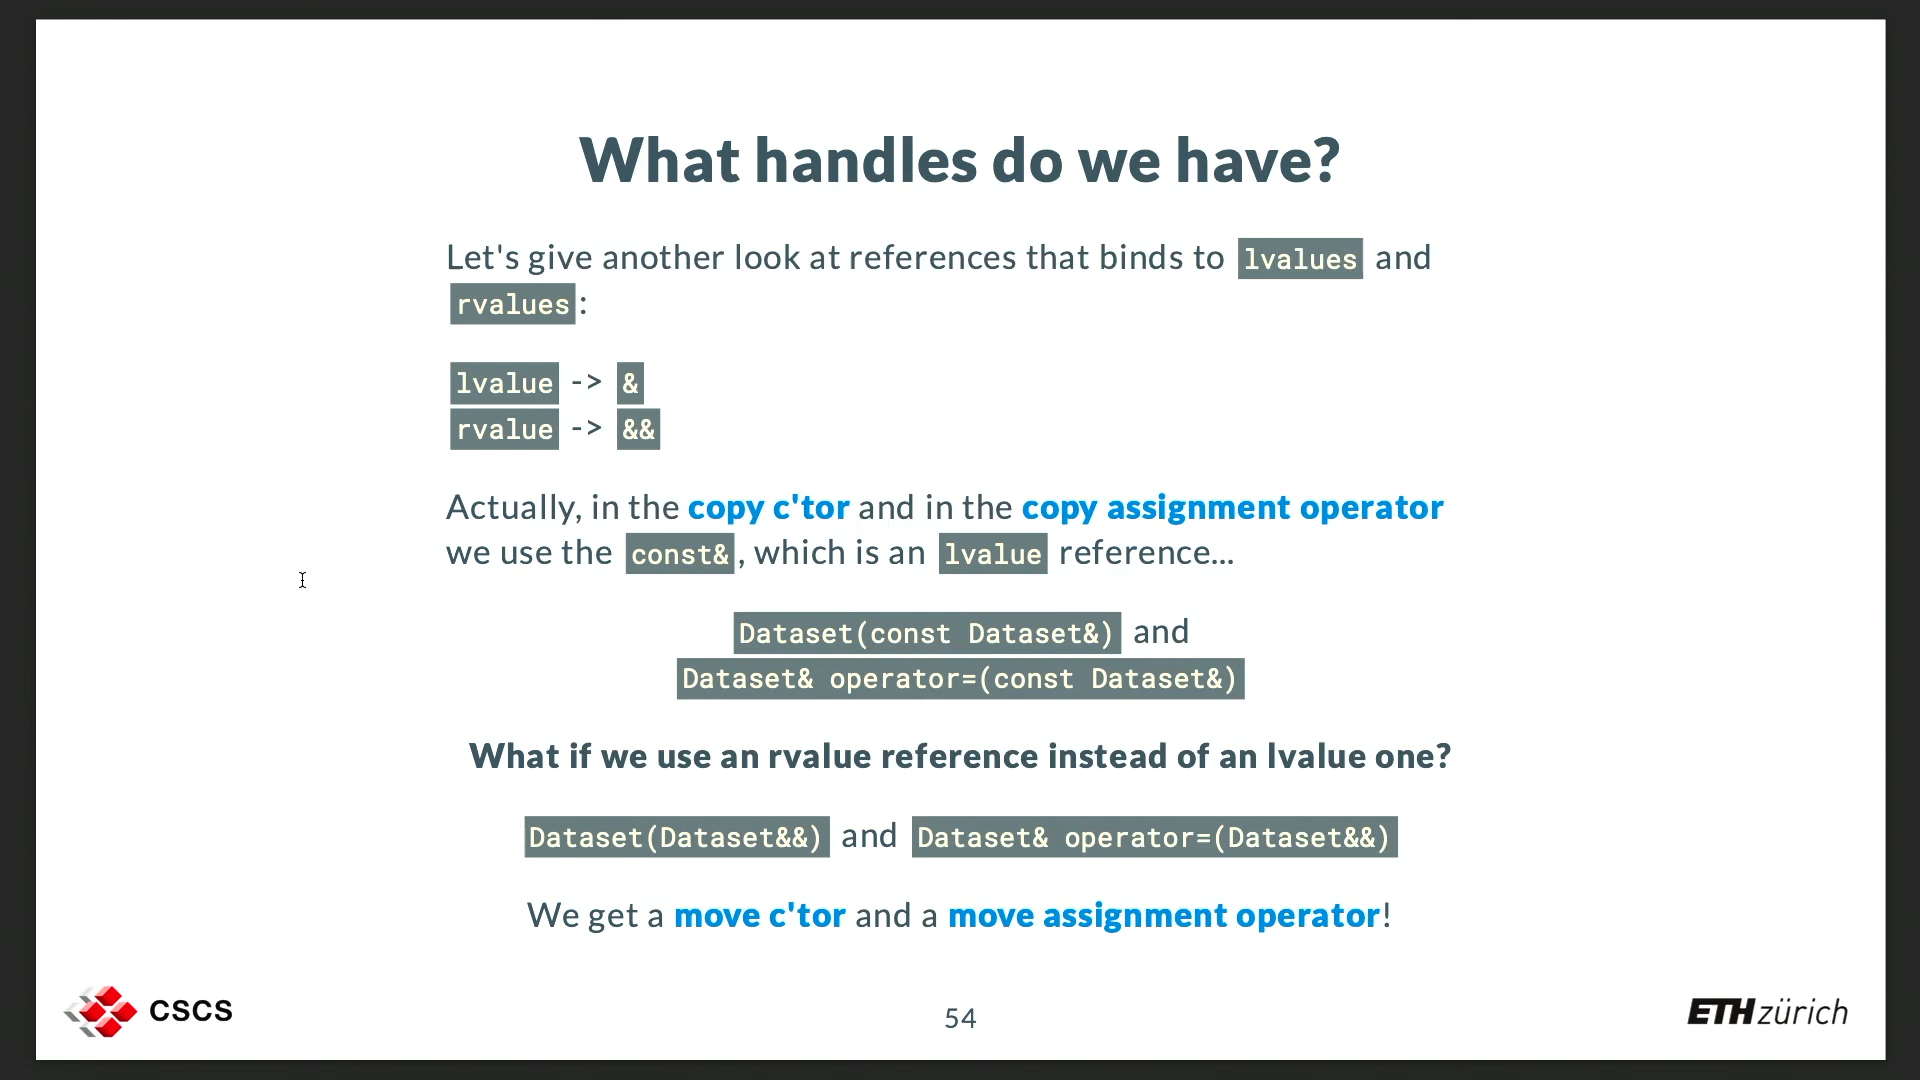 What handles do we have?
Let's give another look at references that binds to lvalues and
rvalues:
lvalue -> &
rvalue -> &&
Actually, in the copy c'tor and in the copy assignment operator
we use the const&, which is an lvalue reference...
Dataset(const Dataset&) and
Dataset& operator=(const Dataset&)
What if we use an rvalue reference instead of an lvalue one?
Dataset(Dataset&&) and Dataset& operator=(Dataset&&)
We get a move c'tor and a move assignment operator!
CSCS
54
ETH zürich